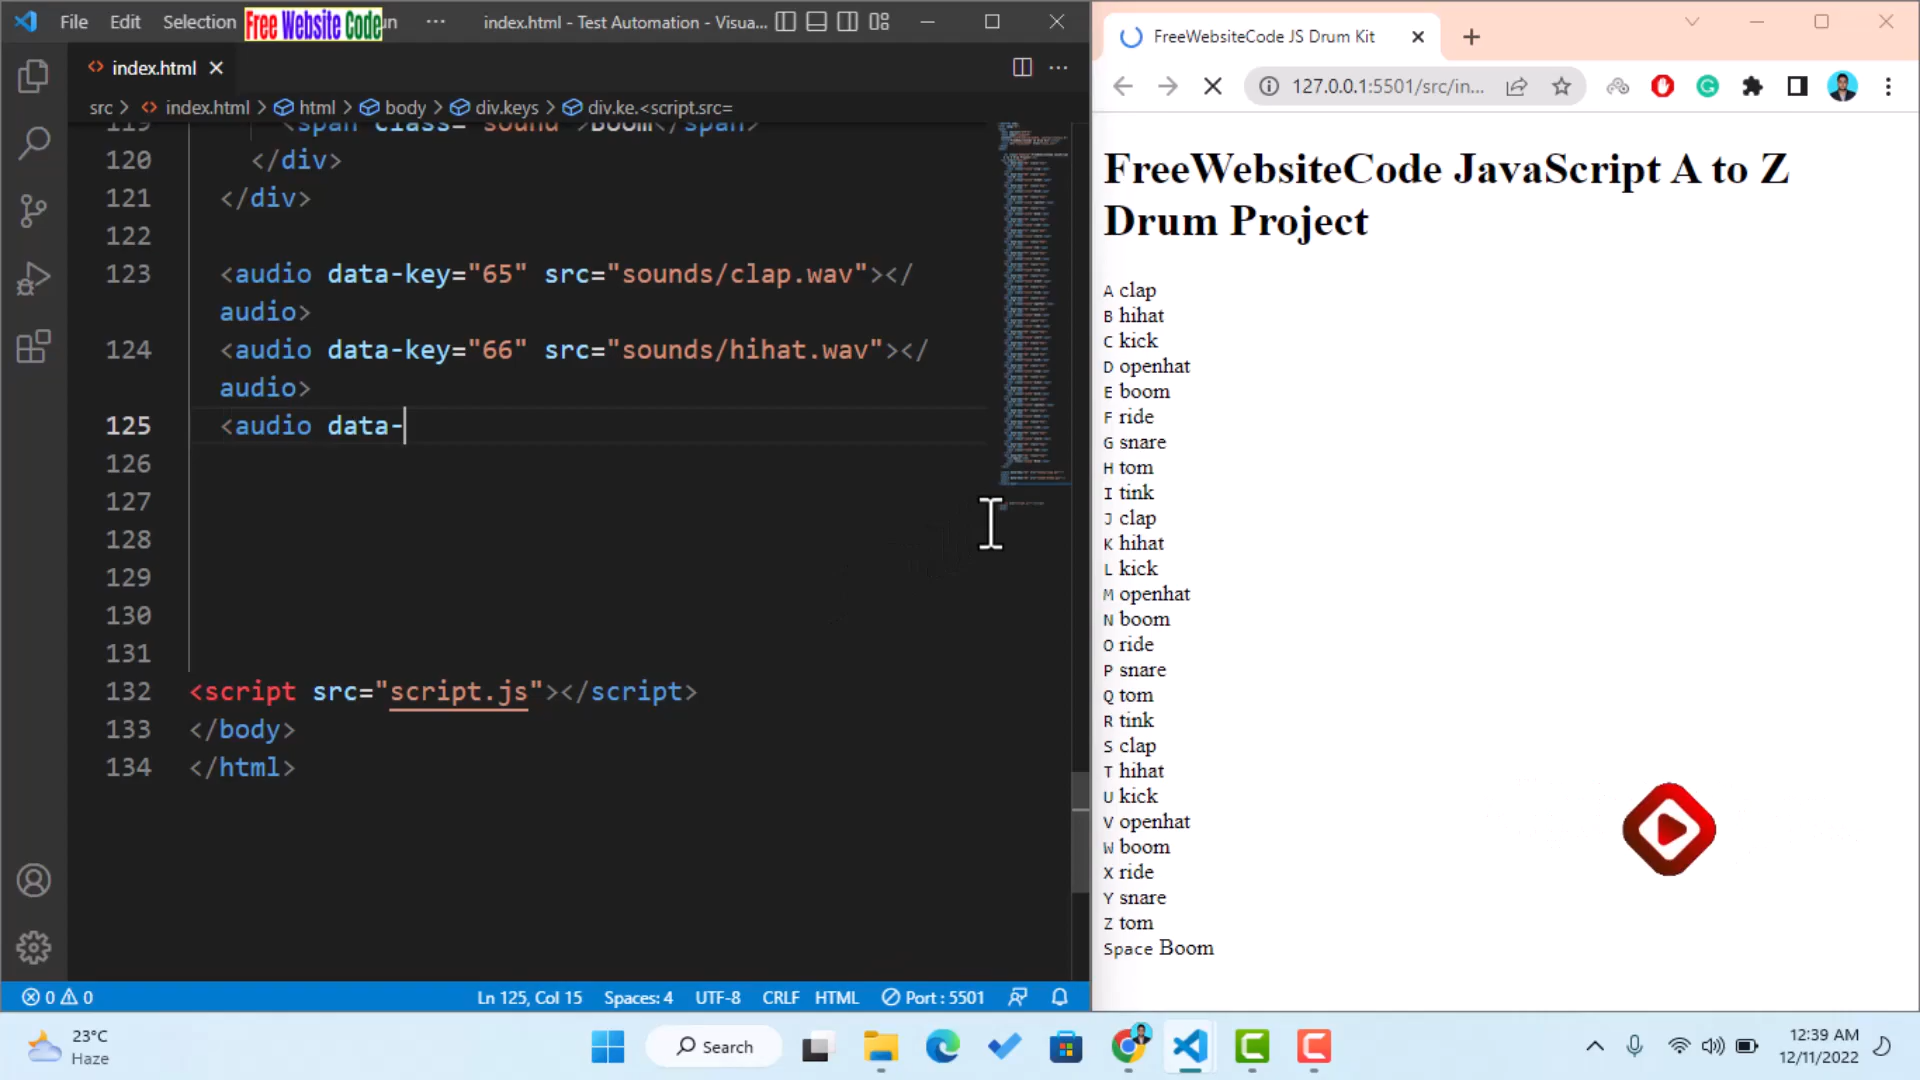 File Edit Selection Free Website Code ··· index.html - Test Automation - Visua...
index.html
src > index.html > html > body > div.keys > div.ke.<script.src=
119 <span class="sound">Boom</span>
120 </div>
121 </div>
122
123 <audio data-key="65" src="sounds/clap.wav"></
audio>
124 <audio data-key="66" src="sounds/hihat.wav"></
audio>
125 <audio data-
126
127
128
129
130
131
132 <script src="script.js"></script>
133 </body>
134 </html>
0 0 Ln 125, Col 15 Spaces: 4 UTF-8 CRLF HTML Port : 5501
FreeWebsiteCode JS Drum Kit
127.0.0.1:5501/src/in...
FreeWebsiteCode JavaScript A to Z
Drum Project
A clap
B hihat
C kick
D openhat
E boom
F ride
G snare
H tom
I tink
J clap
K hihat
L kick
M openhat
N boom
O ride
P snare
Q tom
R tink
S clap
T hihat
U kick
V openhat
W boom
X ride
Y snare
Z tom
Space Boom
23°C
Haze
Search
12:39 AM
12/11/2022